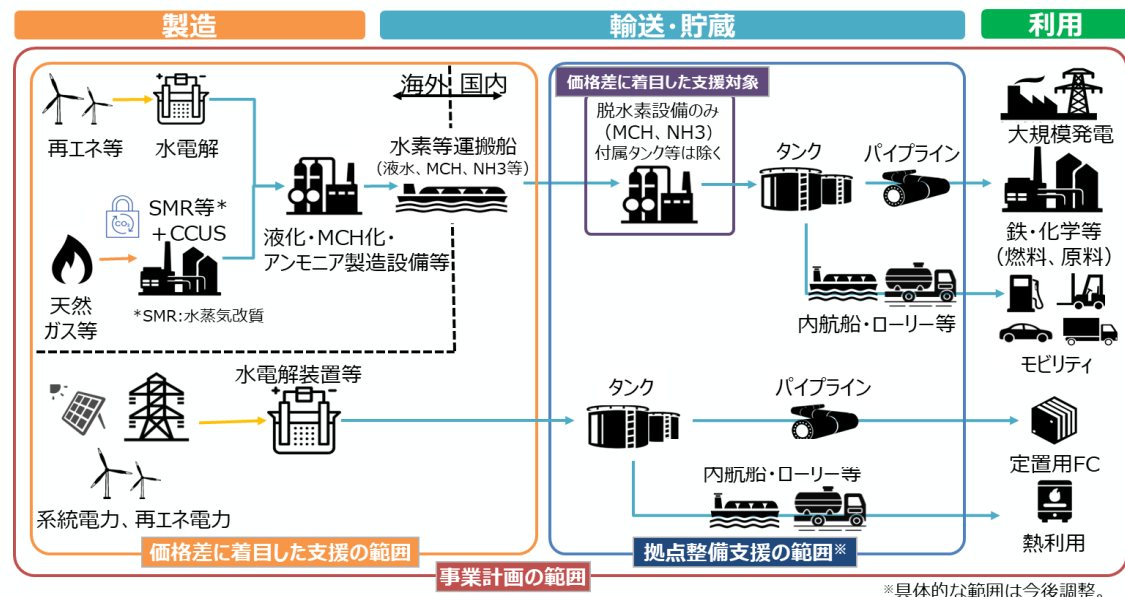 製造
輸送・貯蔵
利用
海外 国内
価格差に着目した支援対象
脱水素設備のみ
（MCH、NH3）
付属タンク等は除く
再エネ等
水電解
水素等運搬船
（液水、MCH、NH3等）
タンク
パイプライン
大規模発電
CO₂
SMR等*
＋CCUS
液化・MCH化・
アンモニア製造設備等
鉄・化学等
（燃料、原料）
天然
ガス等
*SMR:水蒸気改質
内航船・ローリー等
モビリティ
水電解装置等
タンク
パイプライン
定置用FC
内航船・ローリー等
系統電力、再エネ電力
熱利用
価格差に着目した支援の範囲
拠点整備支援の範囲※
事業計画の範囲
※具体的な範囲は今後調整。